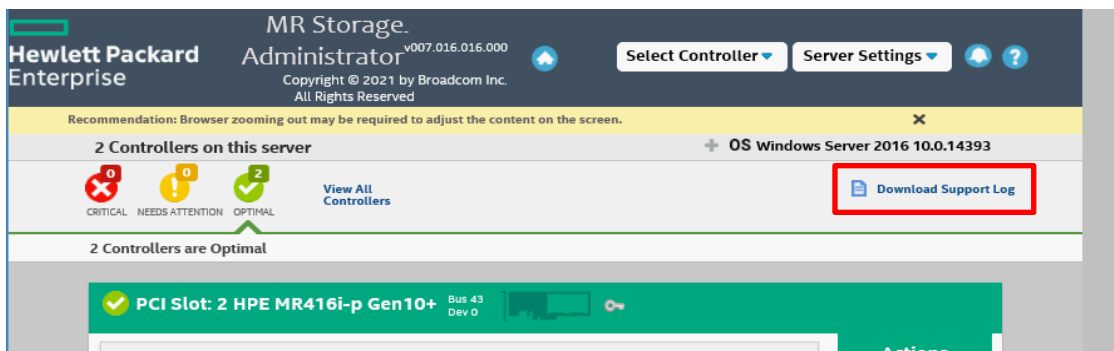 Hewlett Packard
Enterprise
MR Storage.
Administrator v007.016.016.000
Copyright © 2021 by Broadcom Inc.
All Rights Reserved
Select Controller
Server Settings
?
Recommendation: Browser zooming out may be required to adjust the content on the screen.
2 Controllers on this server
OS Windows Server 2016 10.0.14393
0
0
2
CRITICAL
NEEDS ATTENTION
OPTIMAL
View All
Controllers
Download Support Log
2 Controllers are Optimal
PCI Slot: 2 HPE MR416i-p Gen10+
Bus 43
Dev 0
Actions